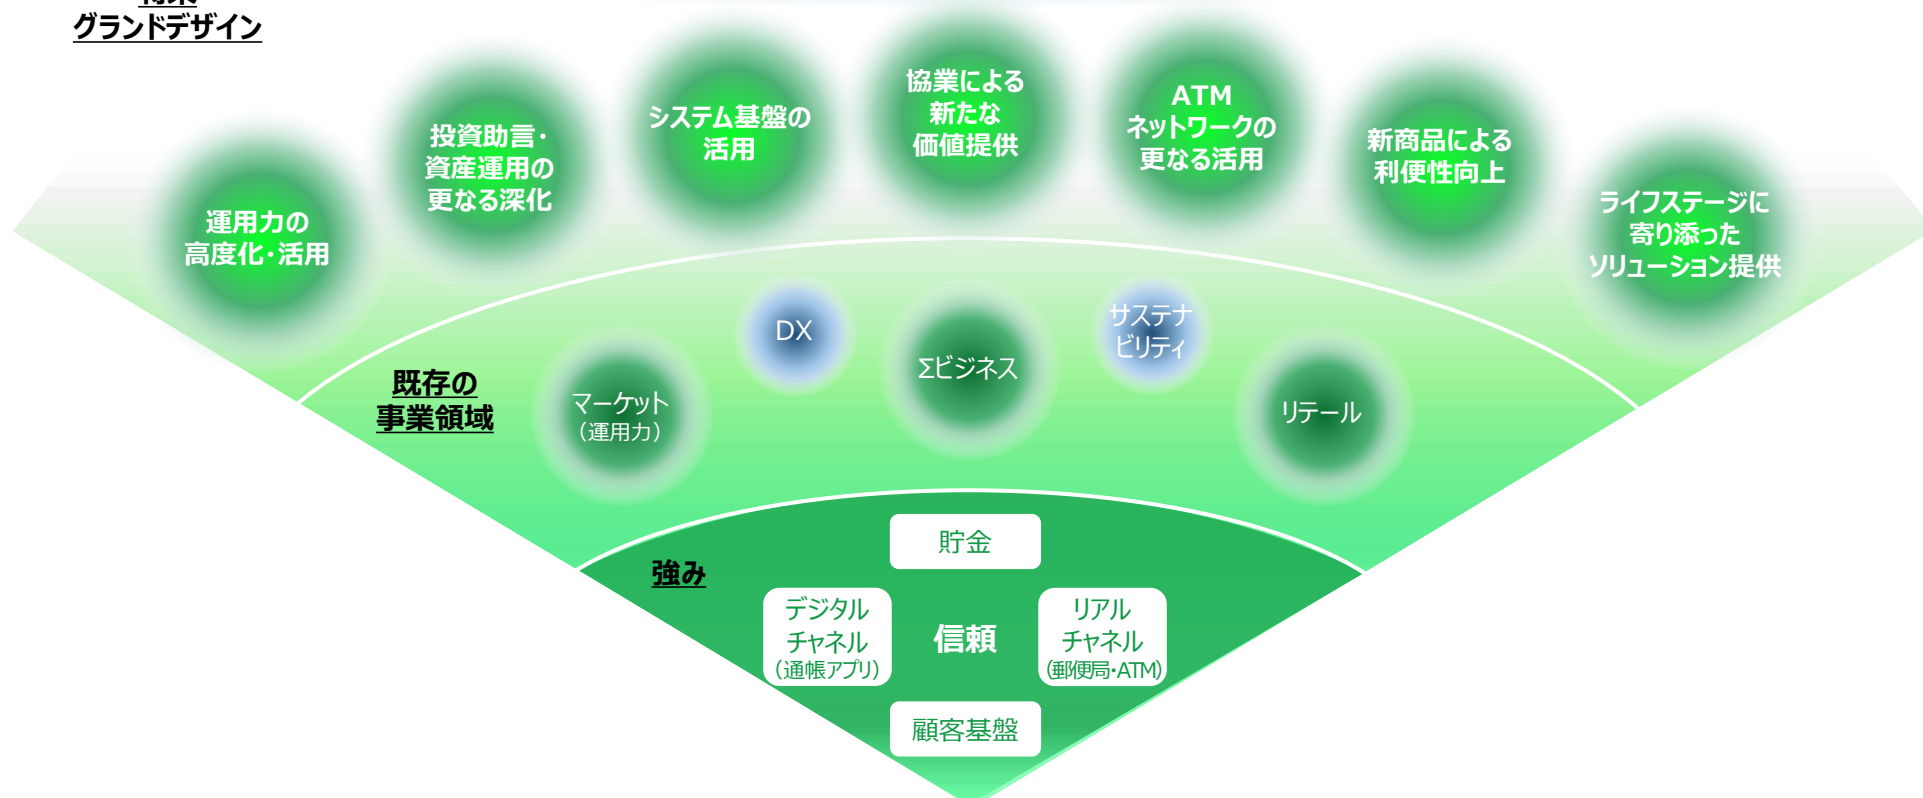 グランドデザイン
運用力の
高度化・活用
投資助言・
資産運用の
更なる深化
システム基盤の
活用
協業による
新たな
価値提供
ATM
ネットワークの
更なる活用
新商品による
利便性向上
ライフステージに
寄り添った
ソリューション提供
既存の
事業領域
マーケット
（運用力）
DX
Σビジネス
サステナ
ビリティ
リテール
強み
貯金
デジタル
チャネル
（通帳アプリ）
信頼
リアル
チャネル
(郵便局・ATM)
顧客基盤